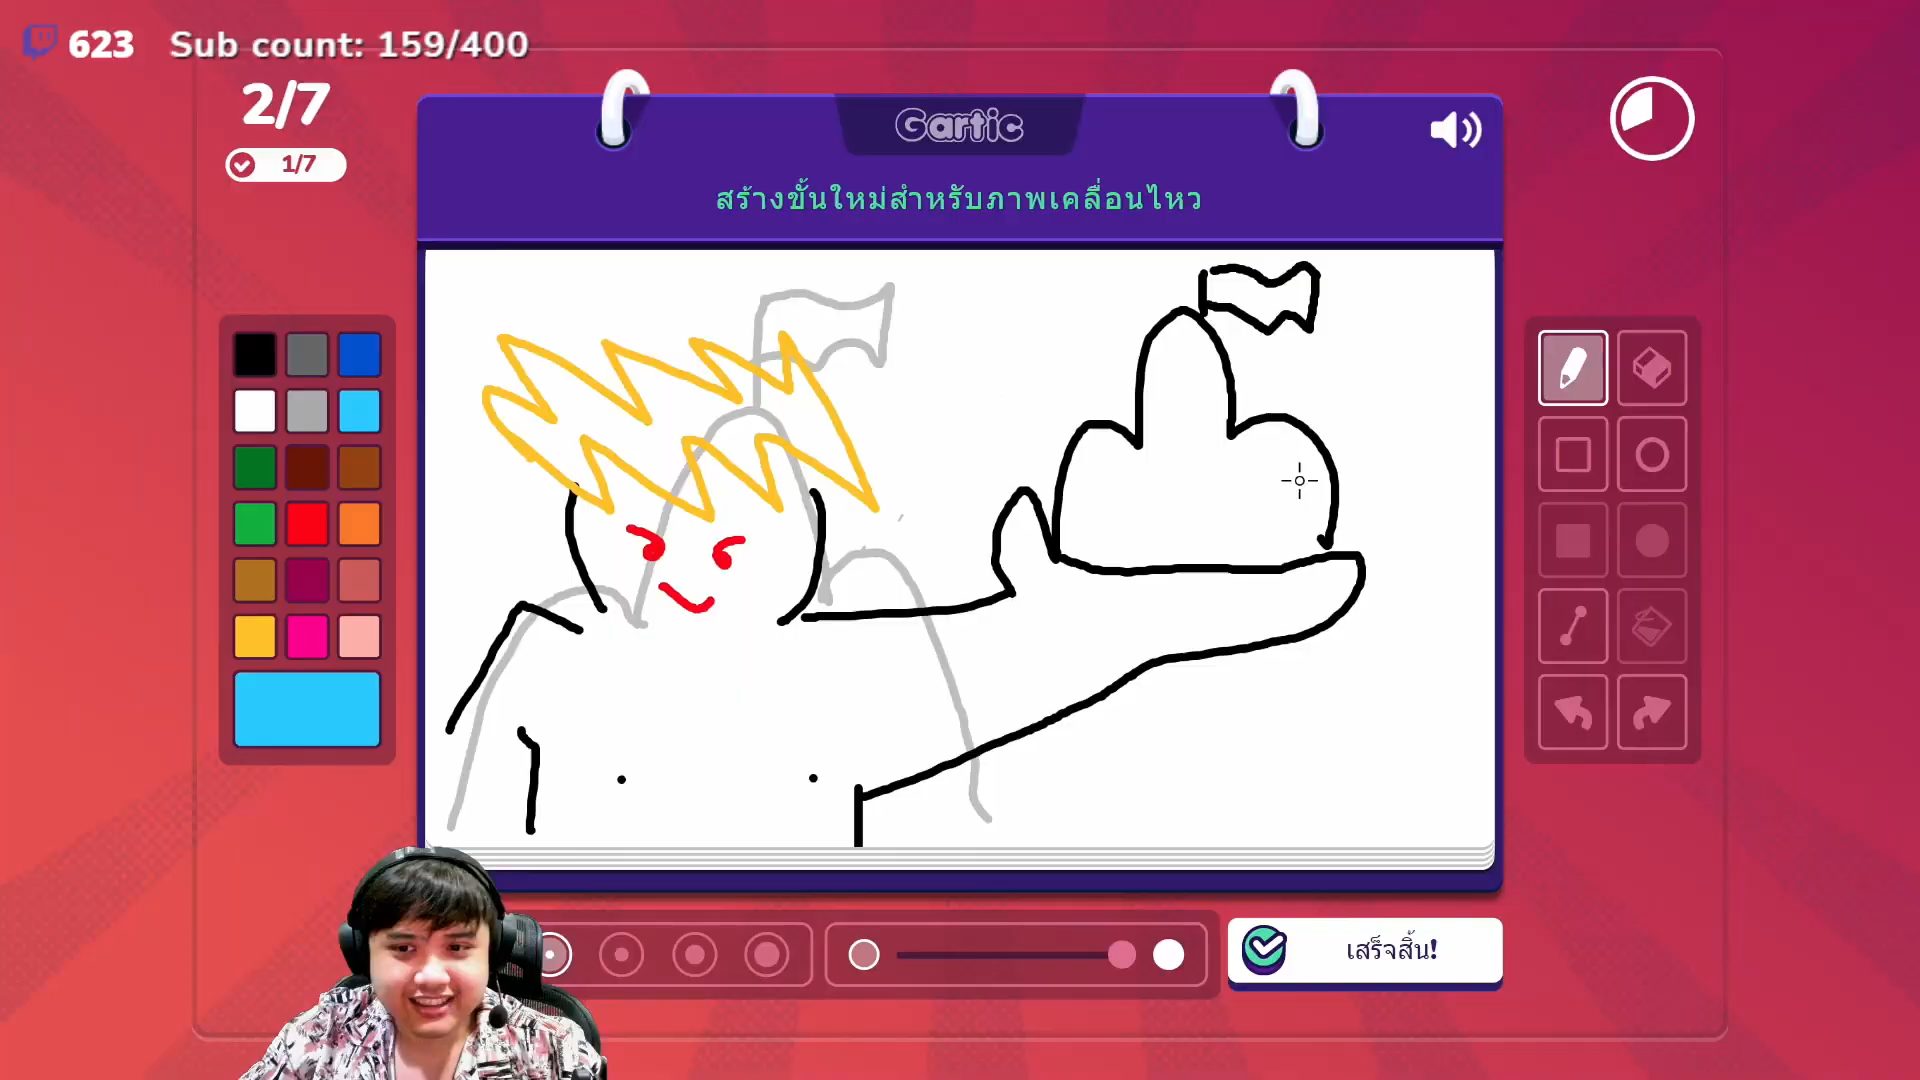 623 Sub count: 159/400
2/7
1/7
Gartic
สร้างขั้นใหม่สำหรับภาพเคลื่อนไหว
เสร็จสิ้น!